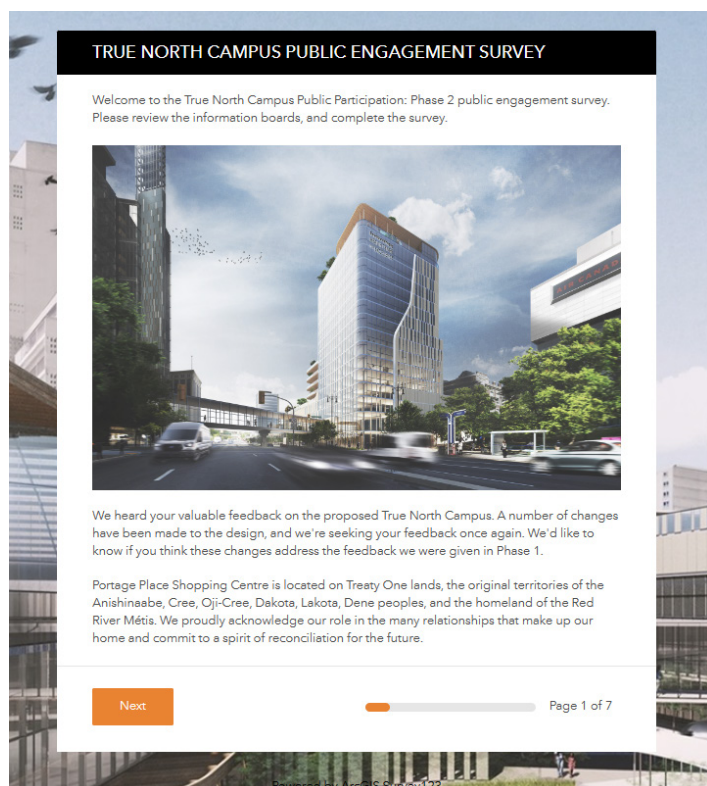 TRUE NORTH CAMPUS PUBLIC ENGAGEMENT SURVEY
Welcome to the True North Campus Public Participation: Phase 2 public engagement survey.
Please review the information boards, and complete the survey.
AIR CANADA
We heard your valuable feedback on the proposed True North Campus. A number of changes
have been made to the design, and we're seeking your feedback once again. We'd like to
know if you think these changes address the feedback we were given in Phase 1.
Portage Place Shopping Centre is located on Treaty One lands, the original territories of the
Anishinaabe, Cree, Oji-Cree, Dakota, Lakota, Dene peoples, and the homeland of the Red
River Métis. We proudly acknowledge our role in the many relationships that make up our
home and commit to a spirit of reconciliation for the future.
Next
Page 1 of 7
Powered by ArcGIS Survey123